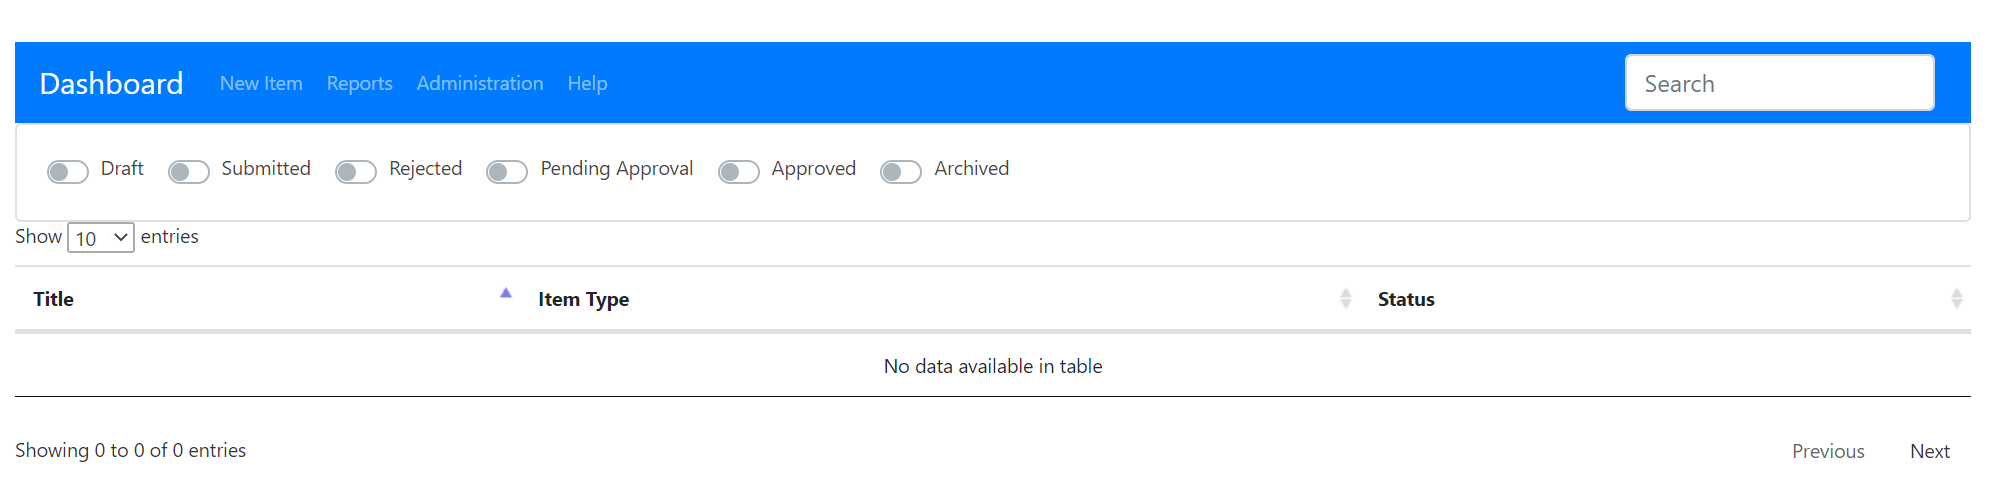 Dashboard New Item Reports Administration Help Search
Draft Submitted Rejected Pending Approval Approved Archived
Show 10 entries
Title Item Type Status
No data available in table
Showing 0 to 0 of 0 entries Previous Next